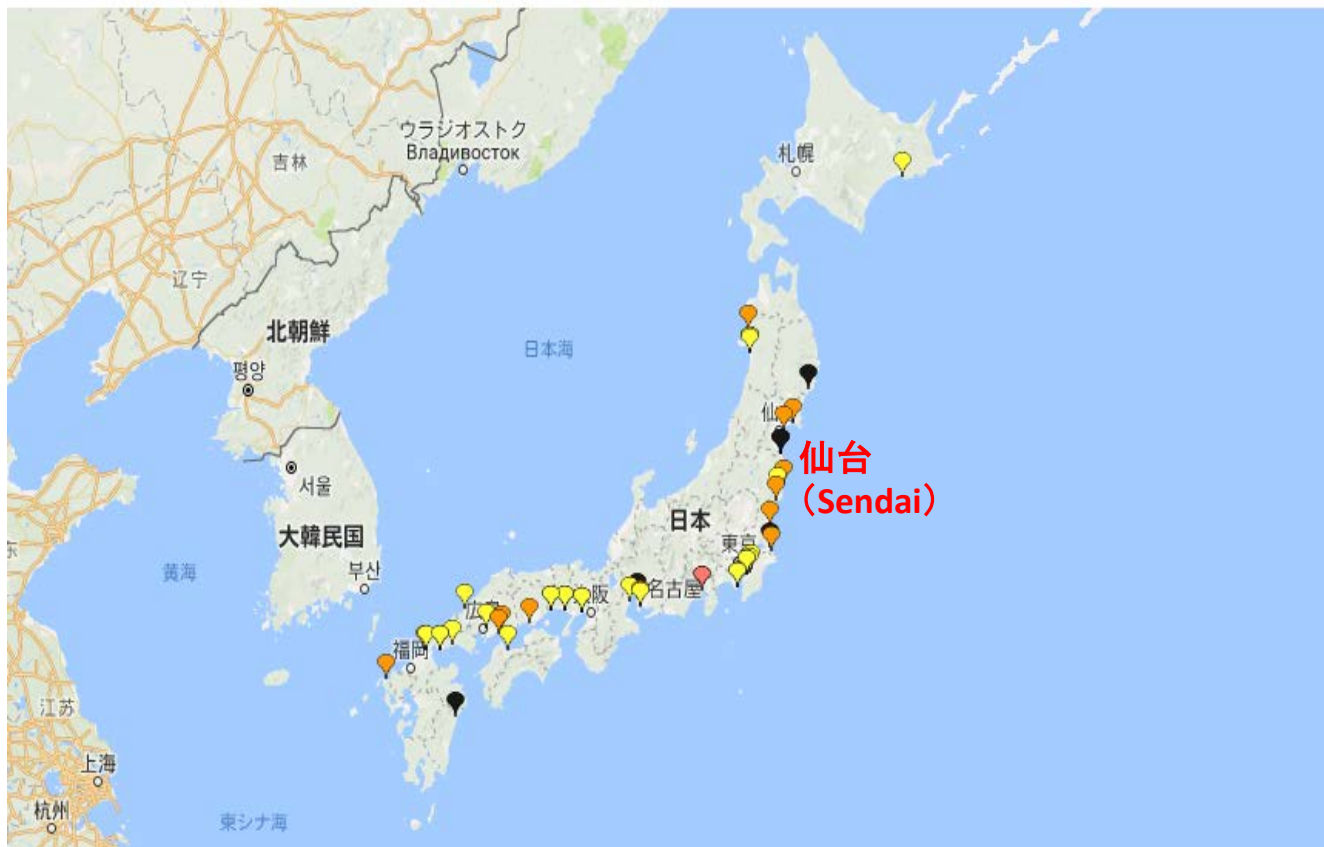 ウラジオストク
Владивосток
札幌
吉林
辽宁
北朝鮮
日本海
평양
仙台
(Sendai)
서울
日本
大韓民国
東京
黄海
부산
名古屋
福岡
江苏
上海
杭州
東シナ海